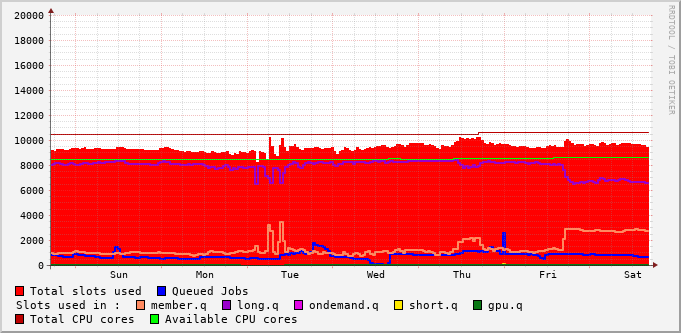 20000
18000
16000
14000
12000
10000
8000
6000
4000
2000
0
Sun Mon Tue Wed Thu Fri Sat
Total slots used Queued Jobs
Slots used in : member.q long.q ondemand.q short.q gpu.q
Total CPU cores Available CPU cores
RRDTOOL / TOBI OETIKER